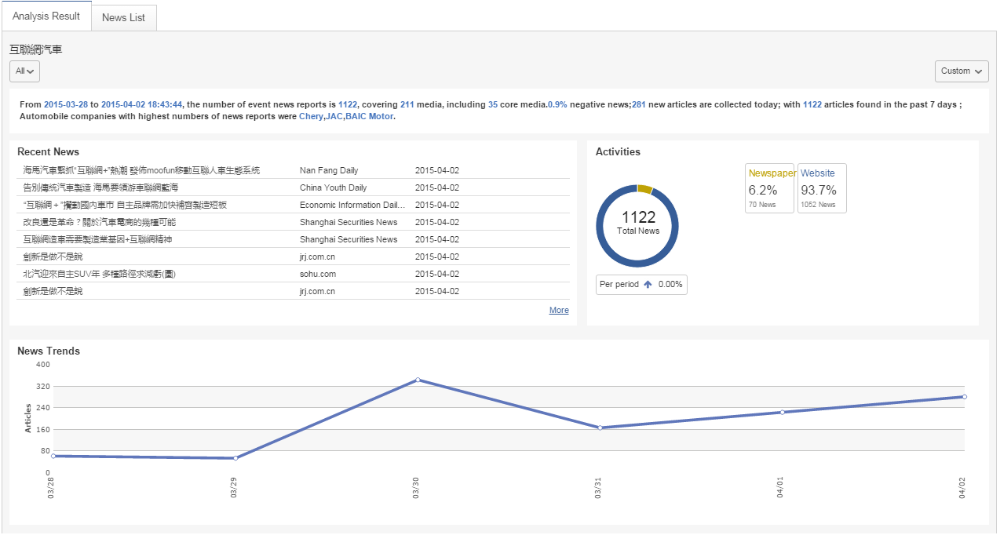 Analysis Result
News List
互聯網汽車
All
Custom
From 2015-03-28 to 2015-04-02 18:43:44, the number of event news reports is 1122, covering 211 media, including 35 core media.0.9% negative news;281 new articles are collected today; with 1122 articles found in the past 7 days ;
Automobile companies with highest numbers of news reports were Chery,JAC,BAIC Motor.
Recent News
海馬汽車緊抓“互聯網+”熱潮 發佈moofun移動互聯人車生態系統 Nan Fang Daily 2015-04-02
告別傳統汽車製造 海馬要領游車聯網藍海 China Youth Daily 2015-04-02
“互聯網＋”攪動國內車市 自主品牌需加快補齊製造短板 Economic Information Dail... 2015-04-02
改良還是革命？關於汽車電商的幾種可能 Shanghai Securities News 2015-04-02
互聯網造車需要製造業基因+互聯網精神 Shanghai Securities News 2015-04-02
創新是做不是說 jrj.com.cn 2015-04-02
北汽迎來自主SUV年 多種路徑求減虧(圖) sohu.com 2015-04-02
創新是做不是說 jrj.com.cn 2015-04-02
More
Activities
1122
Total News
Per period 0.00%
Newspaper
6.2%
70 News
Website
93.7%
1052 News
News Trends
Articles
400
320
240
160
80
0
03/28
03/29
03/30
03/31
04/01
04/02